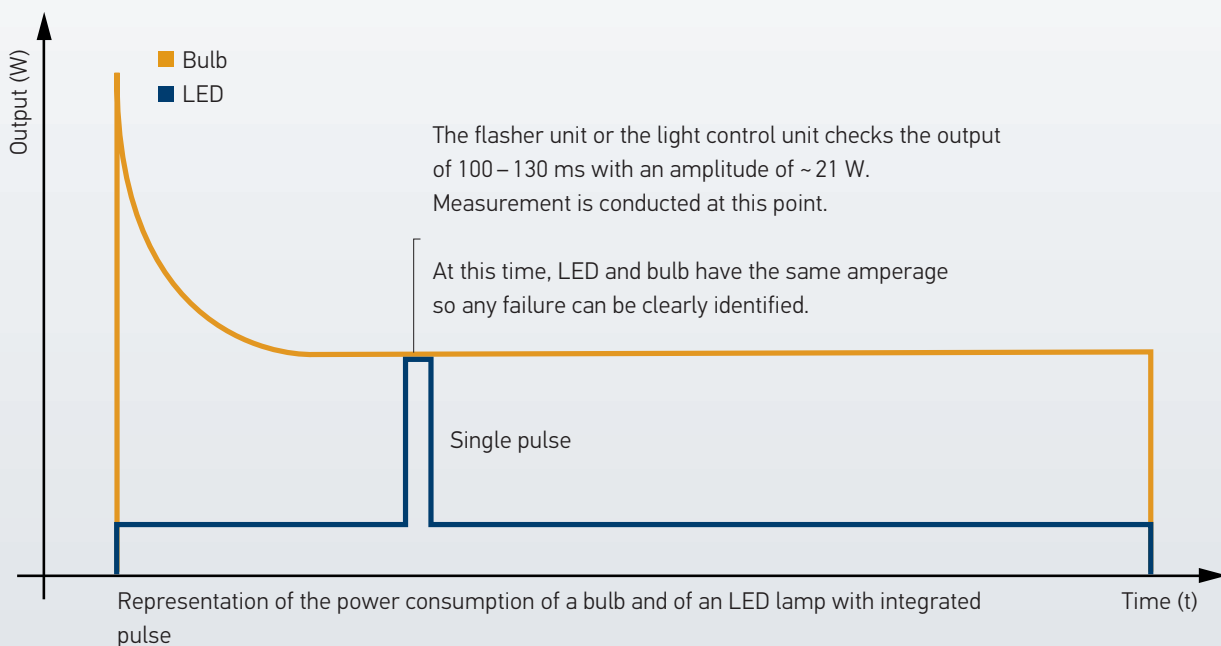 Output (W)
Bulb
LED
The flasher unit or the light control unit checks the output
of 100 – 130 ms with an amplitude of ~ 21 W.
Measurement is conducted at this point.
At this time, LED and bulb have the same amperage
so any failure can be clearly identified.
Single pulse
Representation of the power consumption of a bulb and of an LED lamp with integrated
pulse
Time (t)